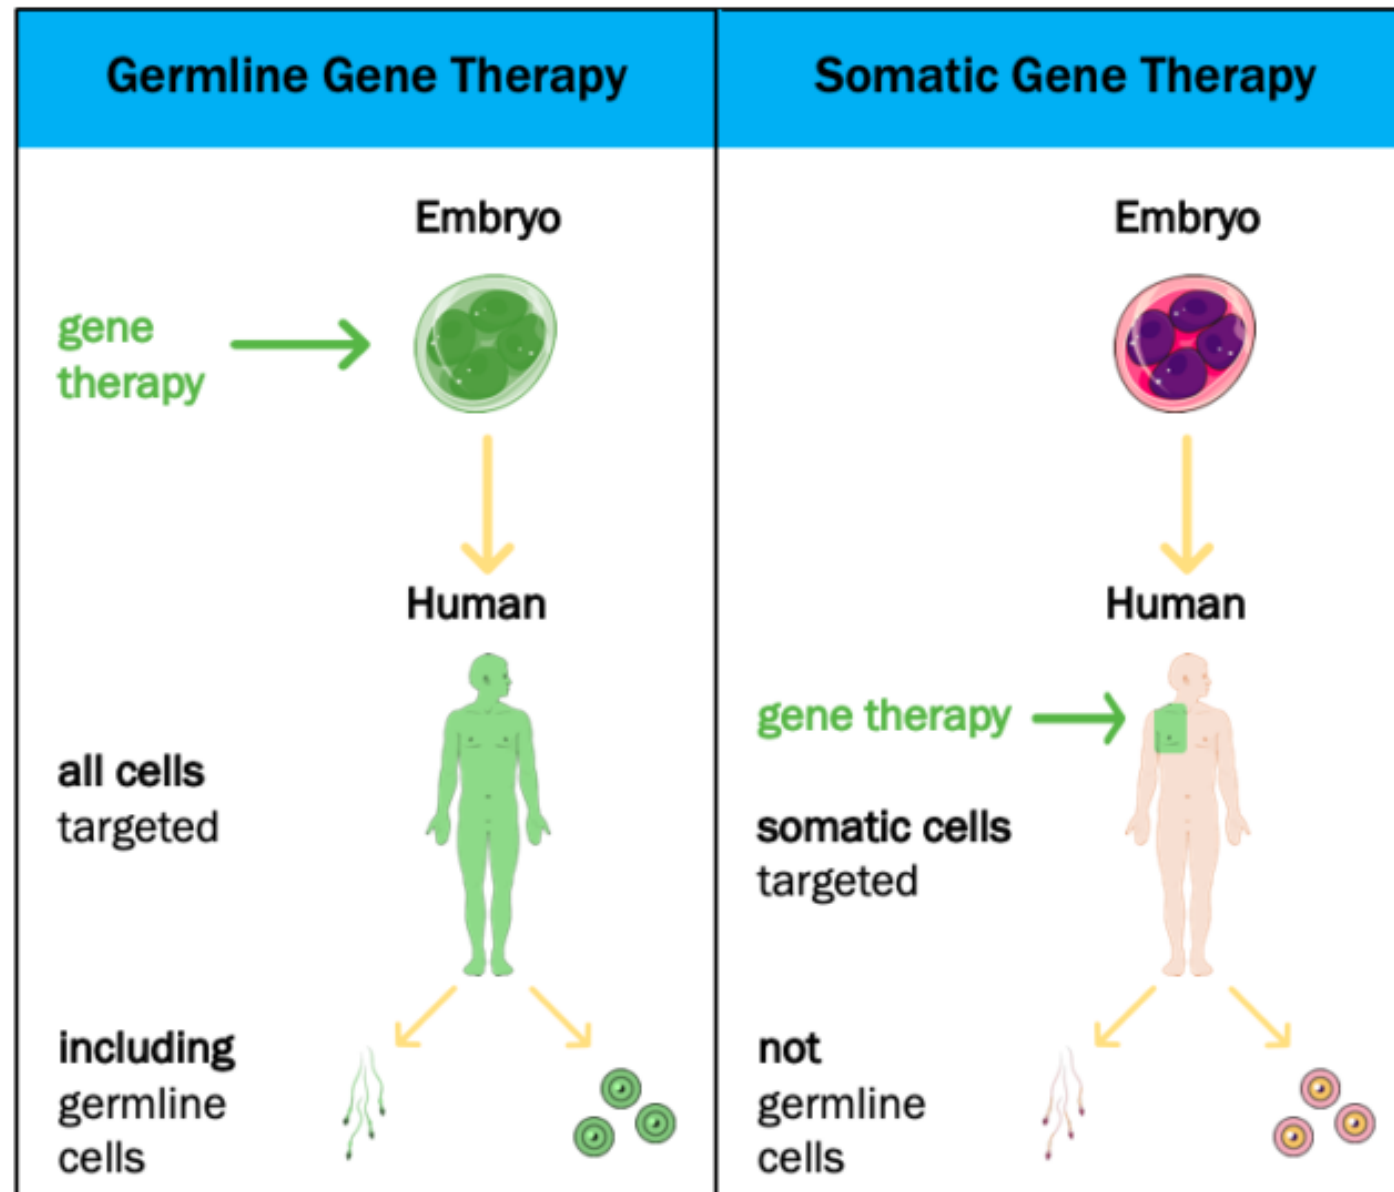 Germline Gene Therapy
Embryo
gene
therapy
Human
all cells
targeted
including
germline
cells
Somatic Gene Therapy
Embryo
Human
gene therapy
somatic cells
targeted
not
germline
cells